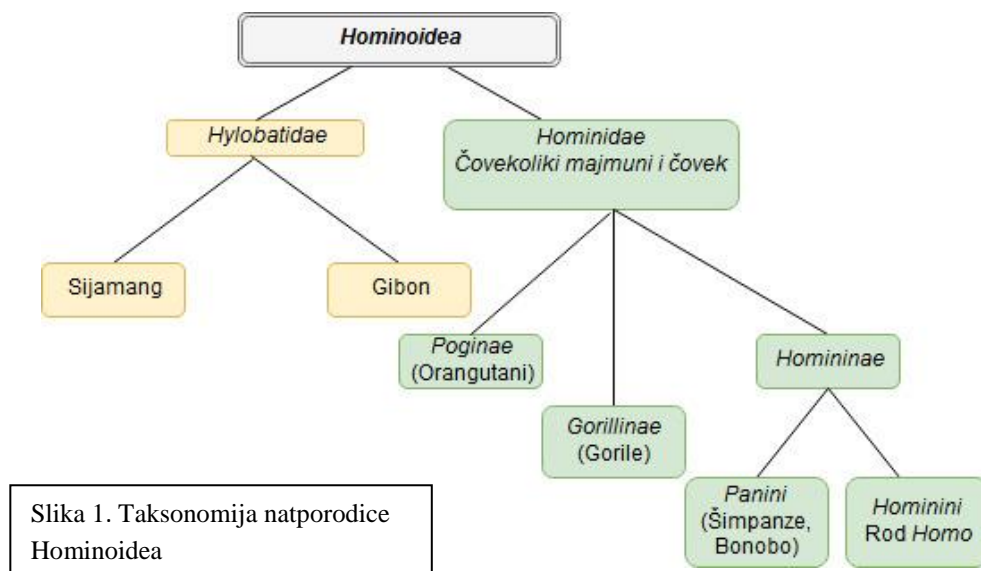 Hominoidea
Hylobatidae
Hominidae
Čovekoliki majmuni i čovek
Sijamang
Gibon
Poginae
(Orangutani)
Homininae
Gorillinae
(Gorile)
Panini
(Šimpanze,
Bonobo)
Hominini
Rod Homo
Slika 1. Taksonomija natporodice
Hominoidea